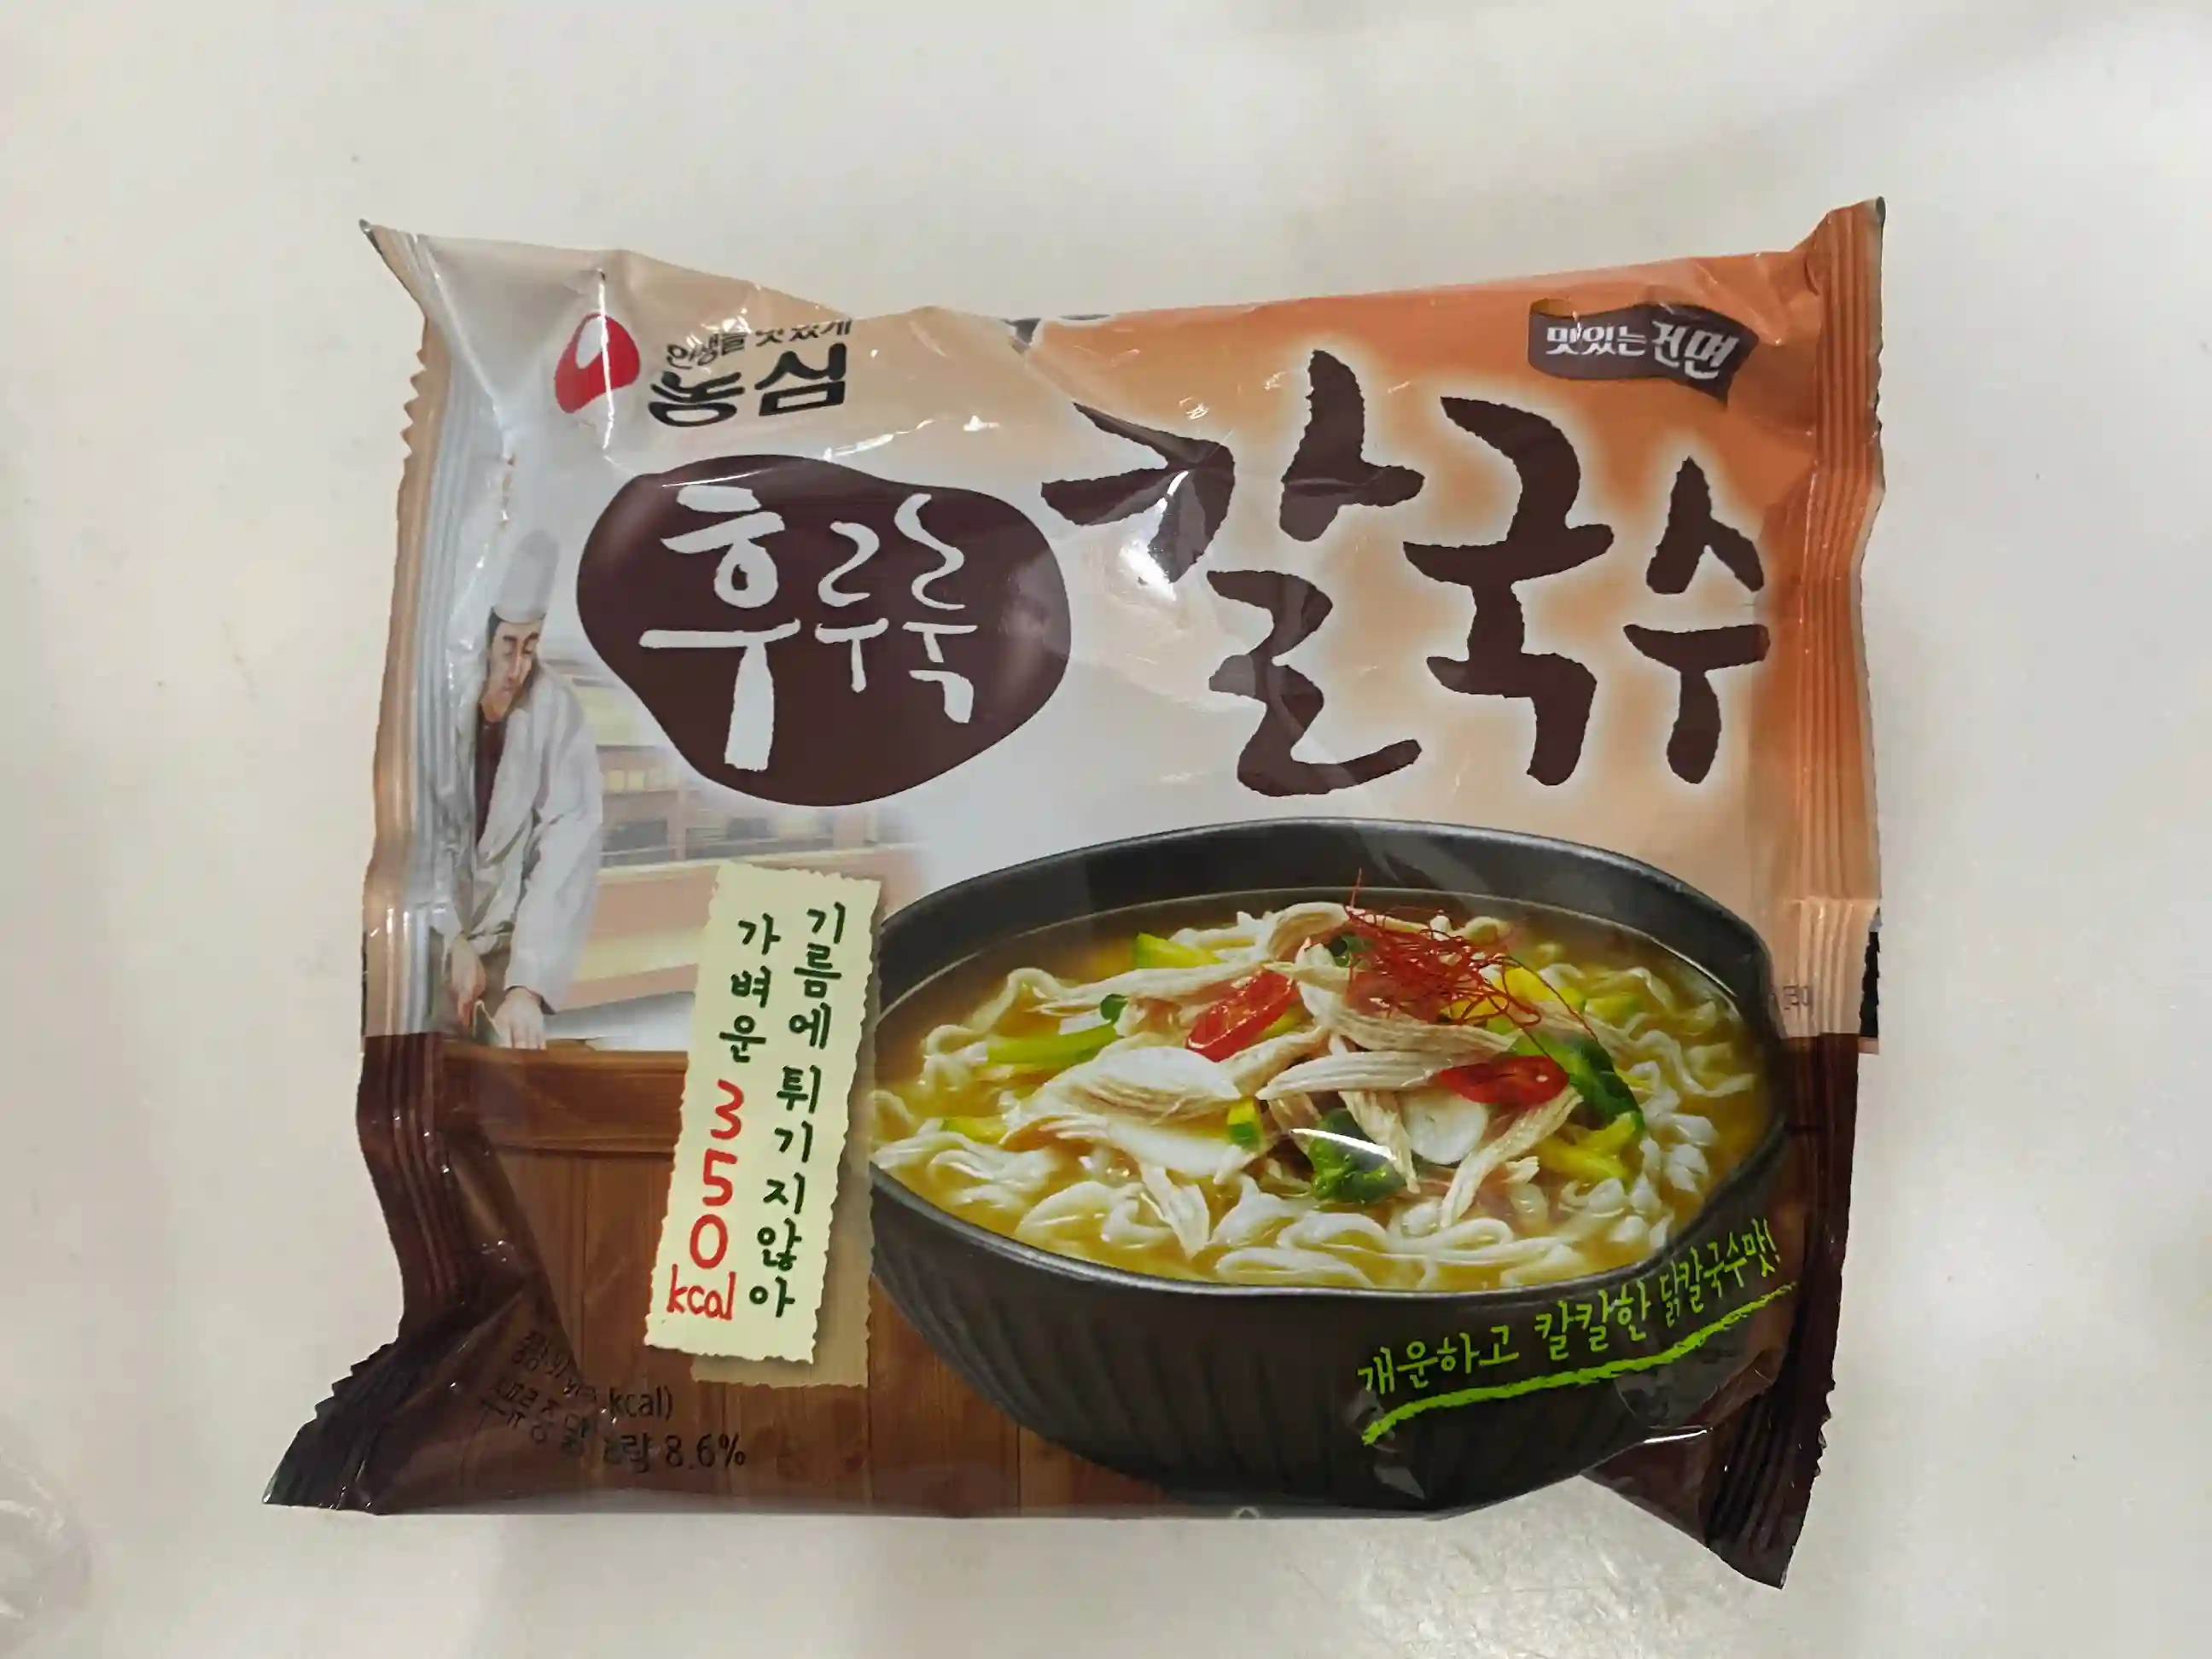 인생을 맛있게
농심
맛있는 건면
후루룩
칼국수
기름에 튀기지 않아
가벼운 350
kcal
개운하고 칼칼한 닭칼국수맛!
kcal)
8.6%